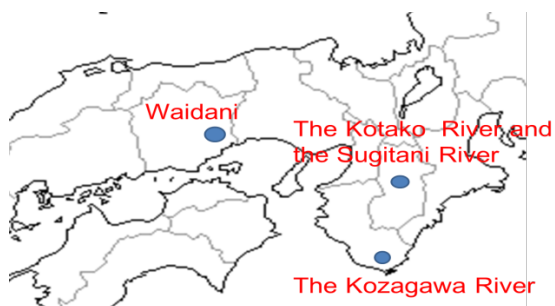 Waidani
The Kotako River and
the Sugitani River
The Kozagawa River